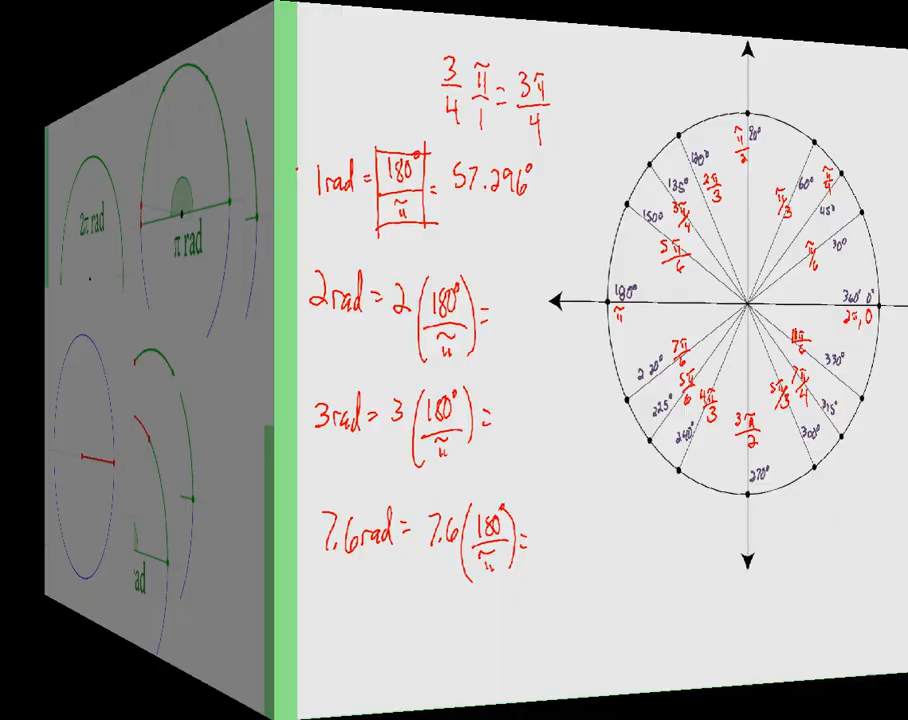 3/4 π/1 = 3π/4
1 rad = 180°/π = 57.296°
2 rad = 2 (180°/π) =
3 rad = 3 (180°/π) =
7.6 rad = 7.6 (180°/π) =
2π rad
π rad
ad
90°
π/2
120°
2π/3
135°
3π/4
150°
5π/6
180°
π
60°
π/3
π/4
45°
30°
π/6
360° 0°
2π, 0
7π/6
5π/6
225°
4π/3
240°
3π/2
270°
5π/3
300°
7π/4
315°
330°